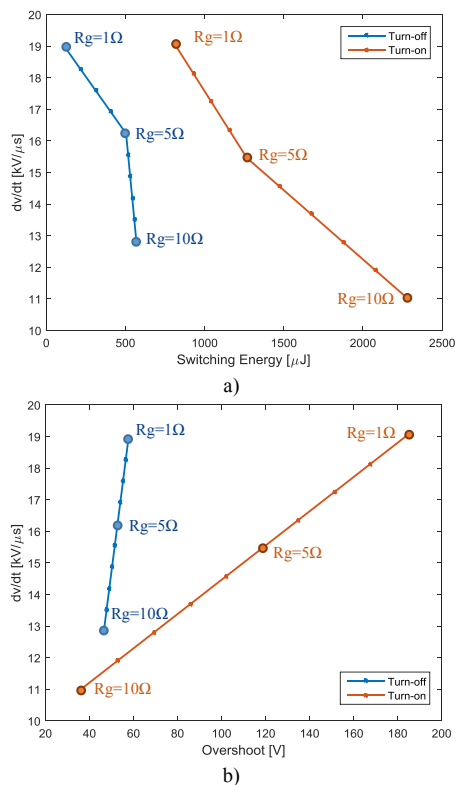 20
19
18
17
16
15
14
13
12
11
10
dv/dt [kV/μs]
Rg=1Ω
Rg=5Ω
Rg=10Ω
Rg=1Ω
Rg=5Ω
Rg=10Ω
Turn-off
Turn-on
0 500 1000 1500 2000 2500
Switching Energy [μJ]
a)
20
19
18
17
16
15
14
13
12
11
10
dv/dt [kV/μs]
Rg=1Ω
Rg=5Ω
Rg=10Ω
Rg=1Ω
Rg=5Ω
Rg=10Ω
Turn-off
Turn-on
20 40 60 80 100 120 140 160 180 200
Overshoot [V]
b)